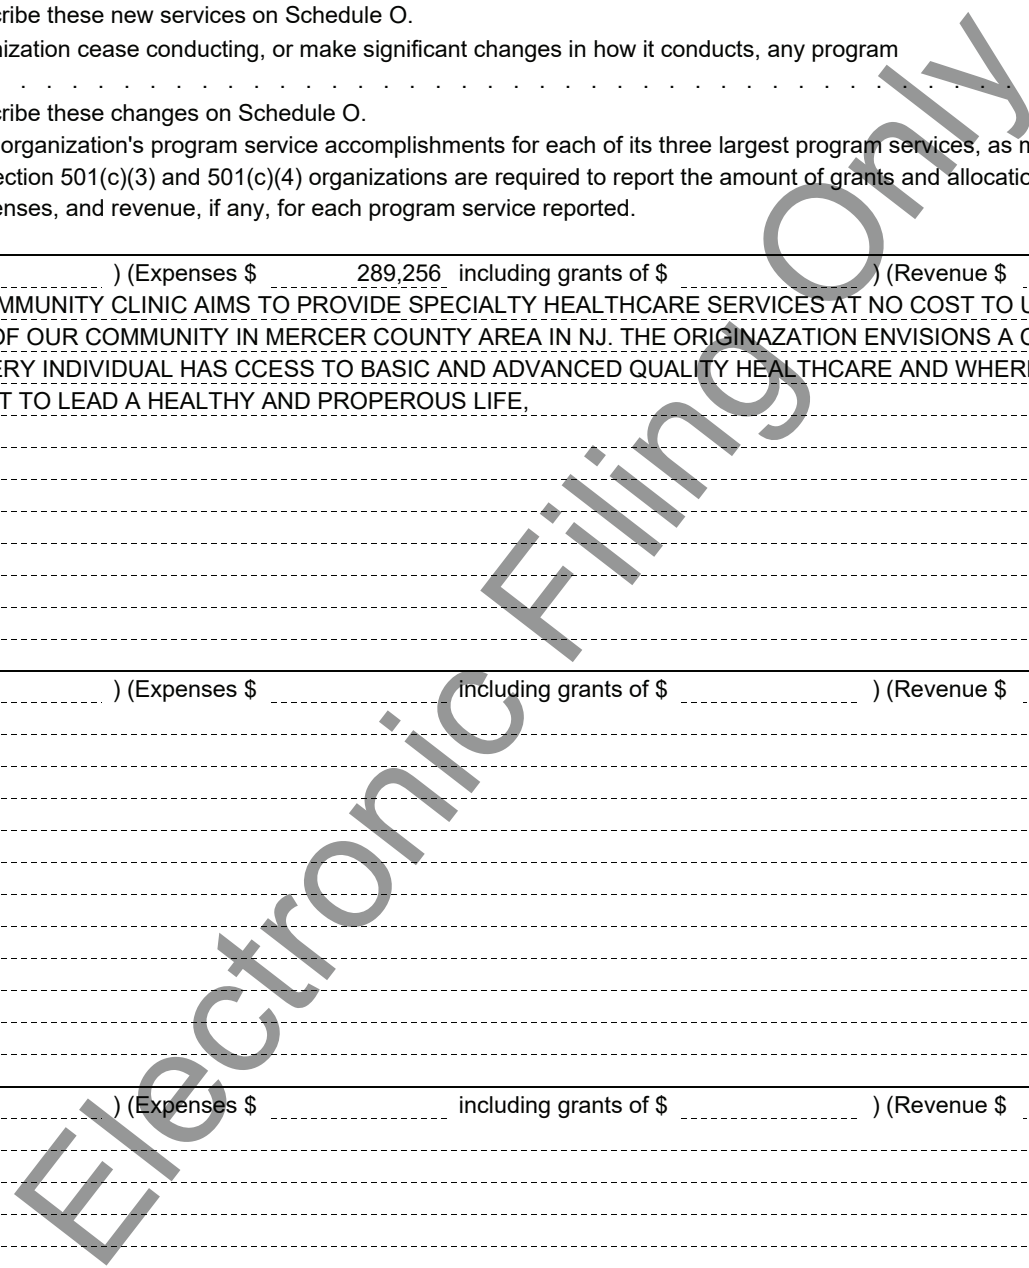 cribe these new services on Schedule O.
nization cease conducting, or make significant changes in how it conducts, any program
. . . . . . . . . . . . . . . . . . . . . . . . . . . . . . . . . . . . . . .
cribe these changes on Schedule O.
organization's program service accomplishments for each of its three largest program services, as m
ection 501(c)(3) and 501(c)(4) organizations are required to report the amount of grants and allocatio
enses, and revenue, if any, for each program service reported.
) (Expenses $ 289,256 including grants of $ ) (Revenue $
MMUNITY CLINIC AIMS TO PROVIDE SPECIALTY HEALTHCARE SERVICES AT NO COST TO U
OF OUR COMMUNITY IN MERCER COUNTY AREA IN NJ. THE ORIGINAZATION ENVISIONS A C
ERY INDIVIDUAL HAS CCESS TO BASIC AND ADVANCED QUALITY HEALTHCARE AND WHERE
T TO LEAD A HEALTHY AND PROPEROUS LIFE,
) (Expenses $ including grants of $ ) (Revenue $
) (Expenses $ including grants of $ ) (Revenue $
Electronic Filing Only